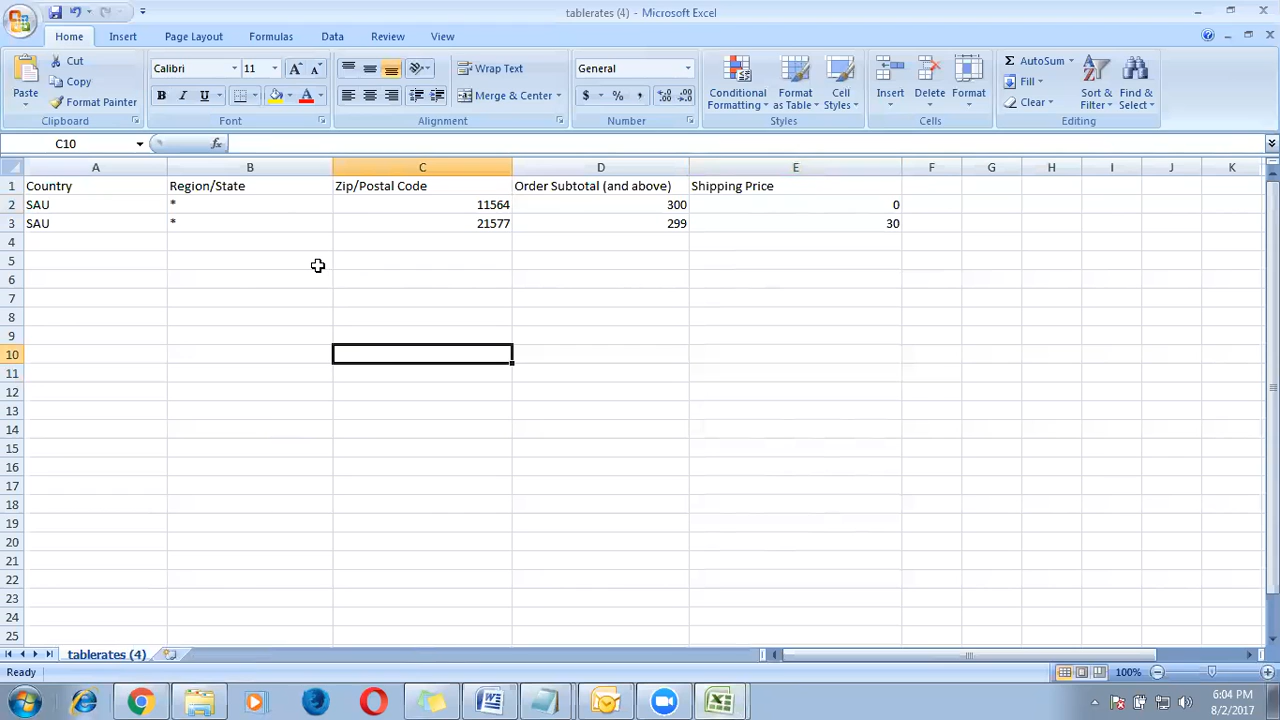 tablerates (4) - Microsoft Excel
Home Insert Page Layout Formulas Data Review View
Paste
Cut
Copy
Format Painter
Clipboard
Calibri 11
B I U
Font
Wrap Text
Merge & Center
Alignment
General
$ % ,
Number
Conditional Formatting
Format as Table
Cell Styles
Styles
Insert
Delete
Format
Cells
Σ AutoSum
Fill
Clear
Sort & Filter
Find & Select
Editing
C10 fx
A B C D E F G H I J K
1 Country Region/State Zip/Postal Code Order Subtotal (and above) Shipping Price
2 SAU * 11564 300 0
3 SAU * 21577 299 30
4
5
6
7
8
9
10
11
12
13
14
15
16
17
18
19
20
21
22
23
24
25
tablerates (4)
Ready 100%
6:04 PM
8/2/2017